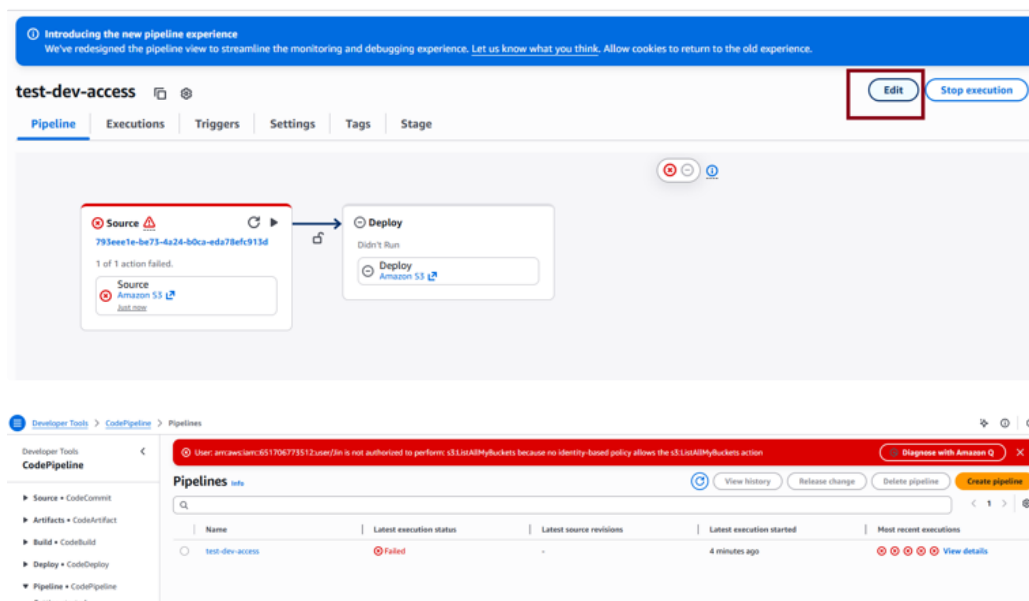 Introducing the new pipeline experience
We've redesigned the pipeline view to streamline the monitoring and debugging experience. Let us know what you think. Allow cookies to return to the old experience.
test-dev-access
Edit
Stop execution
Pipeline Executions Triggers Settings Tags Stage
Source
793eee1e-be73-4a24-b0ca-eda78efc913d
1 of 1 action failed.
Source
Amazon S3
Just now
Deploy
Didn't Run
Deploy
Amazon S3
Developer Tools > CodePipeline > Pipelines
Developer Tools
CodePipeline
Source • CodeCommit
Artifacts • CodeArtifact
Build • CodeBuild
Deploy • CodeDeploy
Pipeline • CodePipeline
User: arn:aws:iam::651706773512:user/Jin is not authorized to perform: s3:ListAllMyBuckets because no identity-based policy allows the s3:ListAllMyBuckets action
Diagnose with Amazon Q
Pipelines Info
View history Release change Delete pipeline Create pipeline
1
Name Latest execution status Latest source revisions Latest execution started Most recent executions
test-dev-access Failed - 4 minutes ago View details